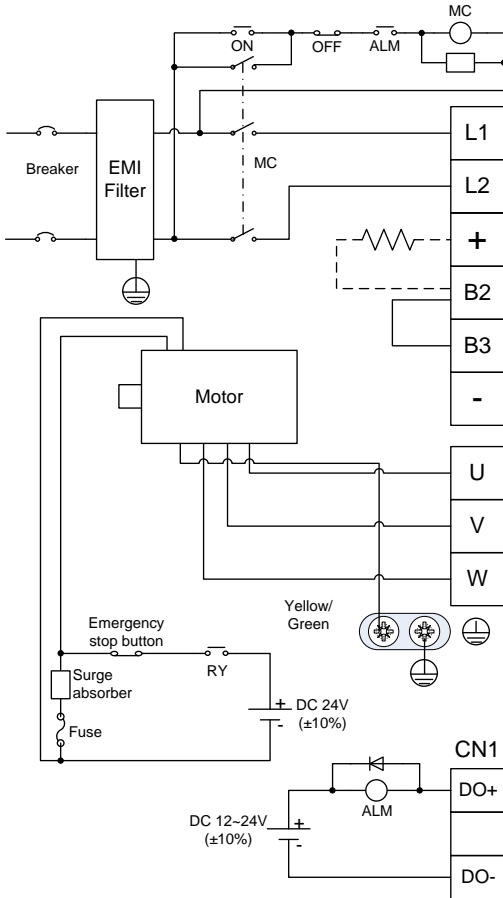 MC
ON
OFF
ALM
Breaker
EMI
Filter
MC
L1
L2
+
B2
B3
-
Motor
U
V
W
Yellow/
Green
Emergency
stop button
RY
Surge
absorber
Fuse
+
-
DC 24V
(±10%)
CN1
DO+
ALM
DC 12~24V
(±10%)
+
-
DO-